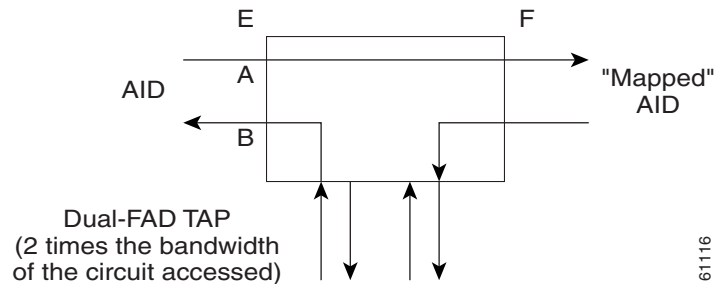 E
F
A
AID
"Mapped"
AID
B
Dual-FAD TAP
(2 times the bandwidth
of the circuit accessed)
61116